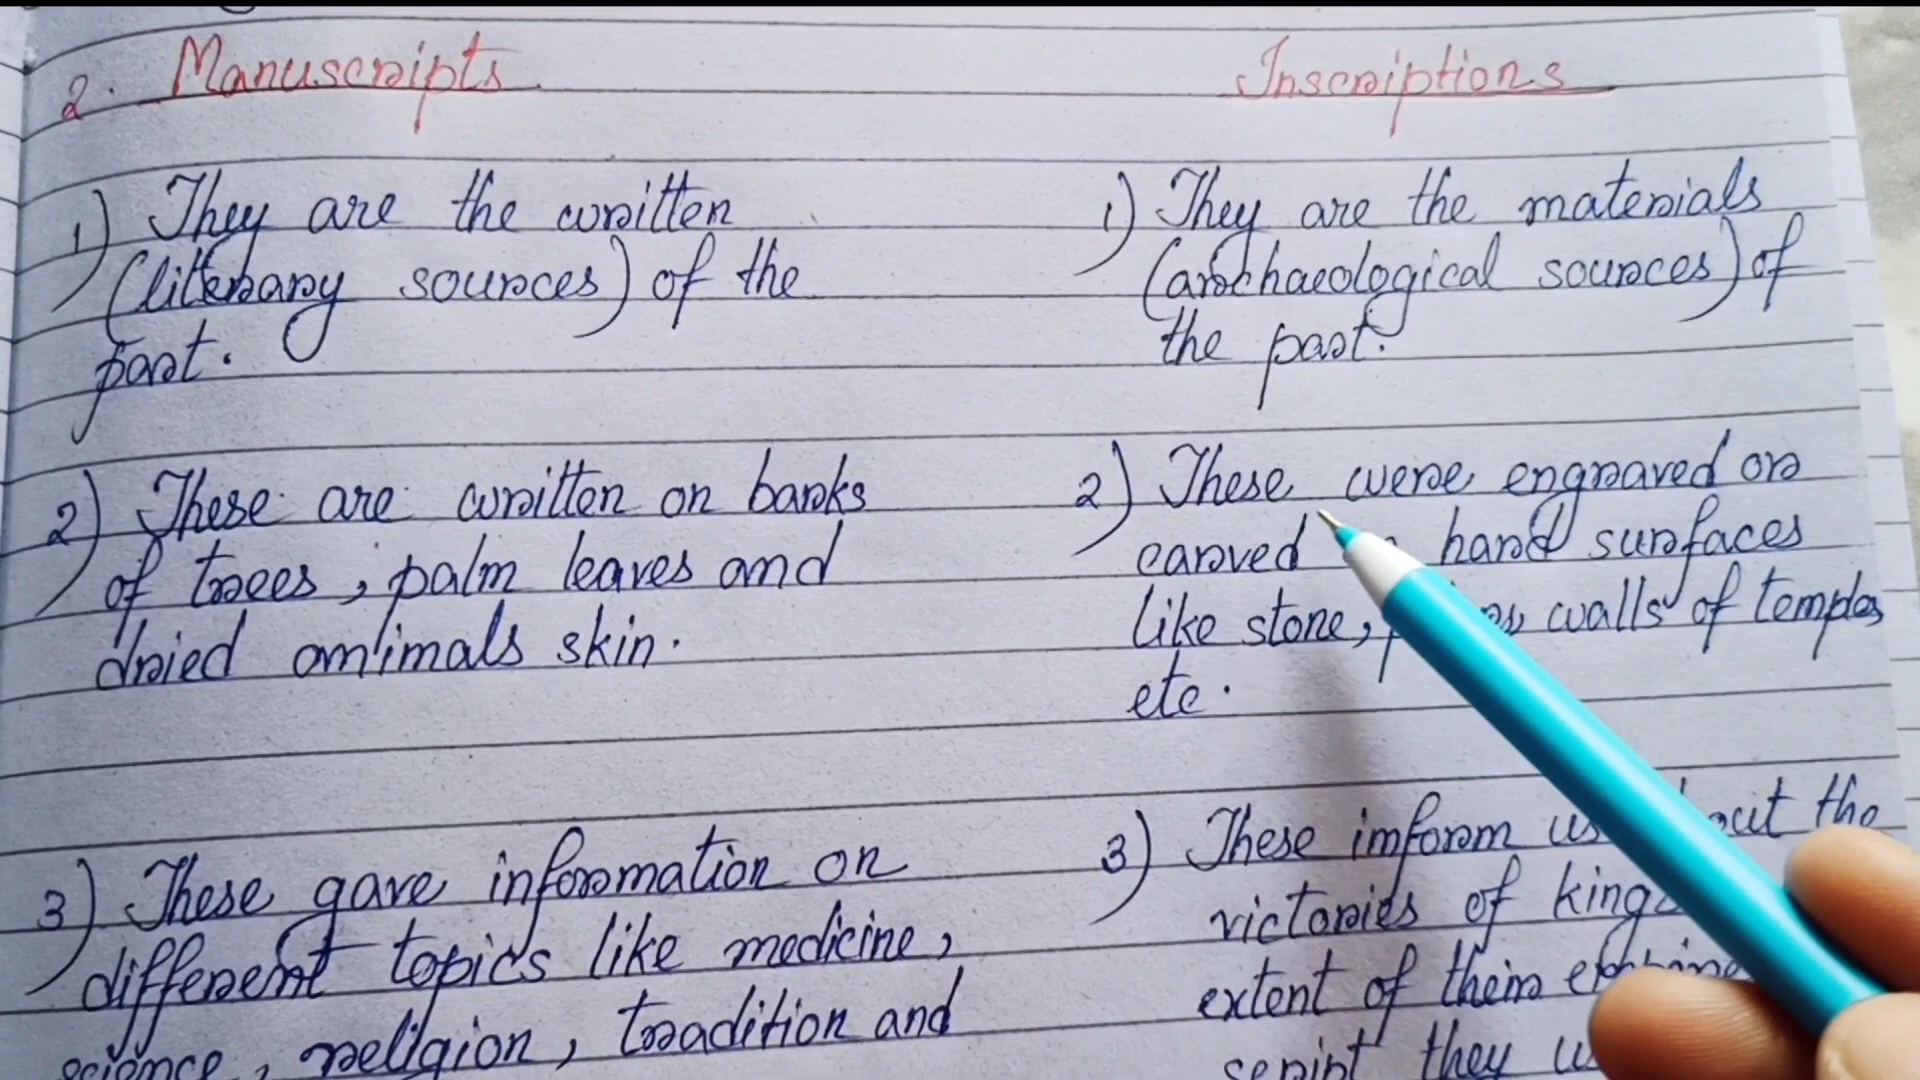 2. Manuscripts
1) They are the written
(literary sources) of the
past.
2) These are written on barks
of trees, palm leaves and
dried animals skin.
3) These gave information on
different topics like medicine,
science, religion, tradition and
Inscriptions
1) They are the materials
(archaeological sources) of
the past.
2) These were engraved or
carved hard surfaces
like stone, walls of temples
etc.
3) These inform the
victories of kings
extent of their
script they